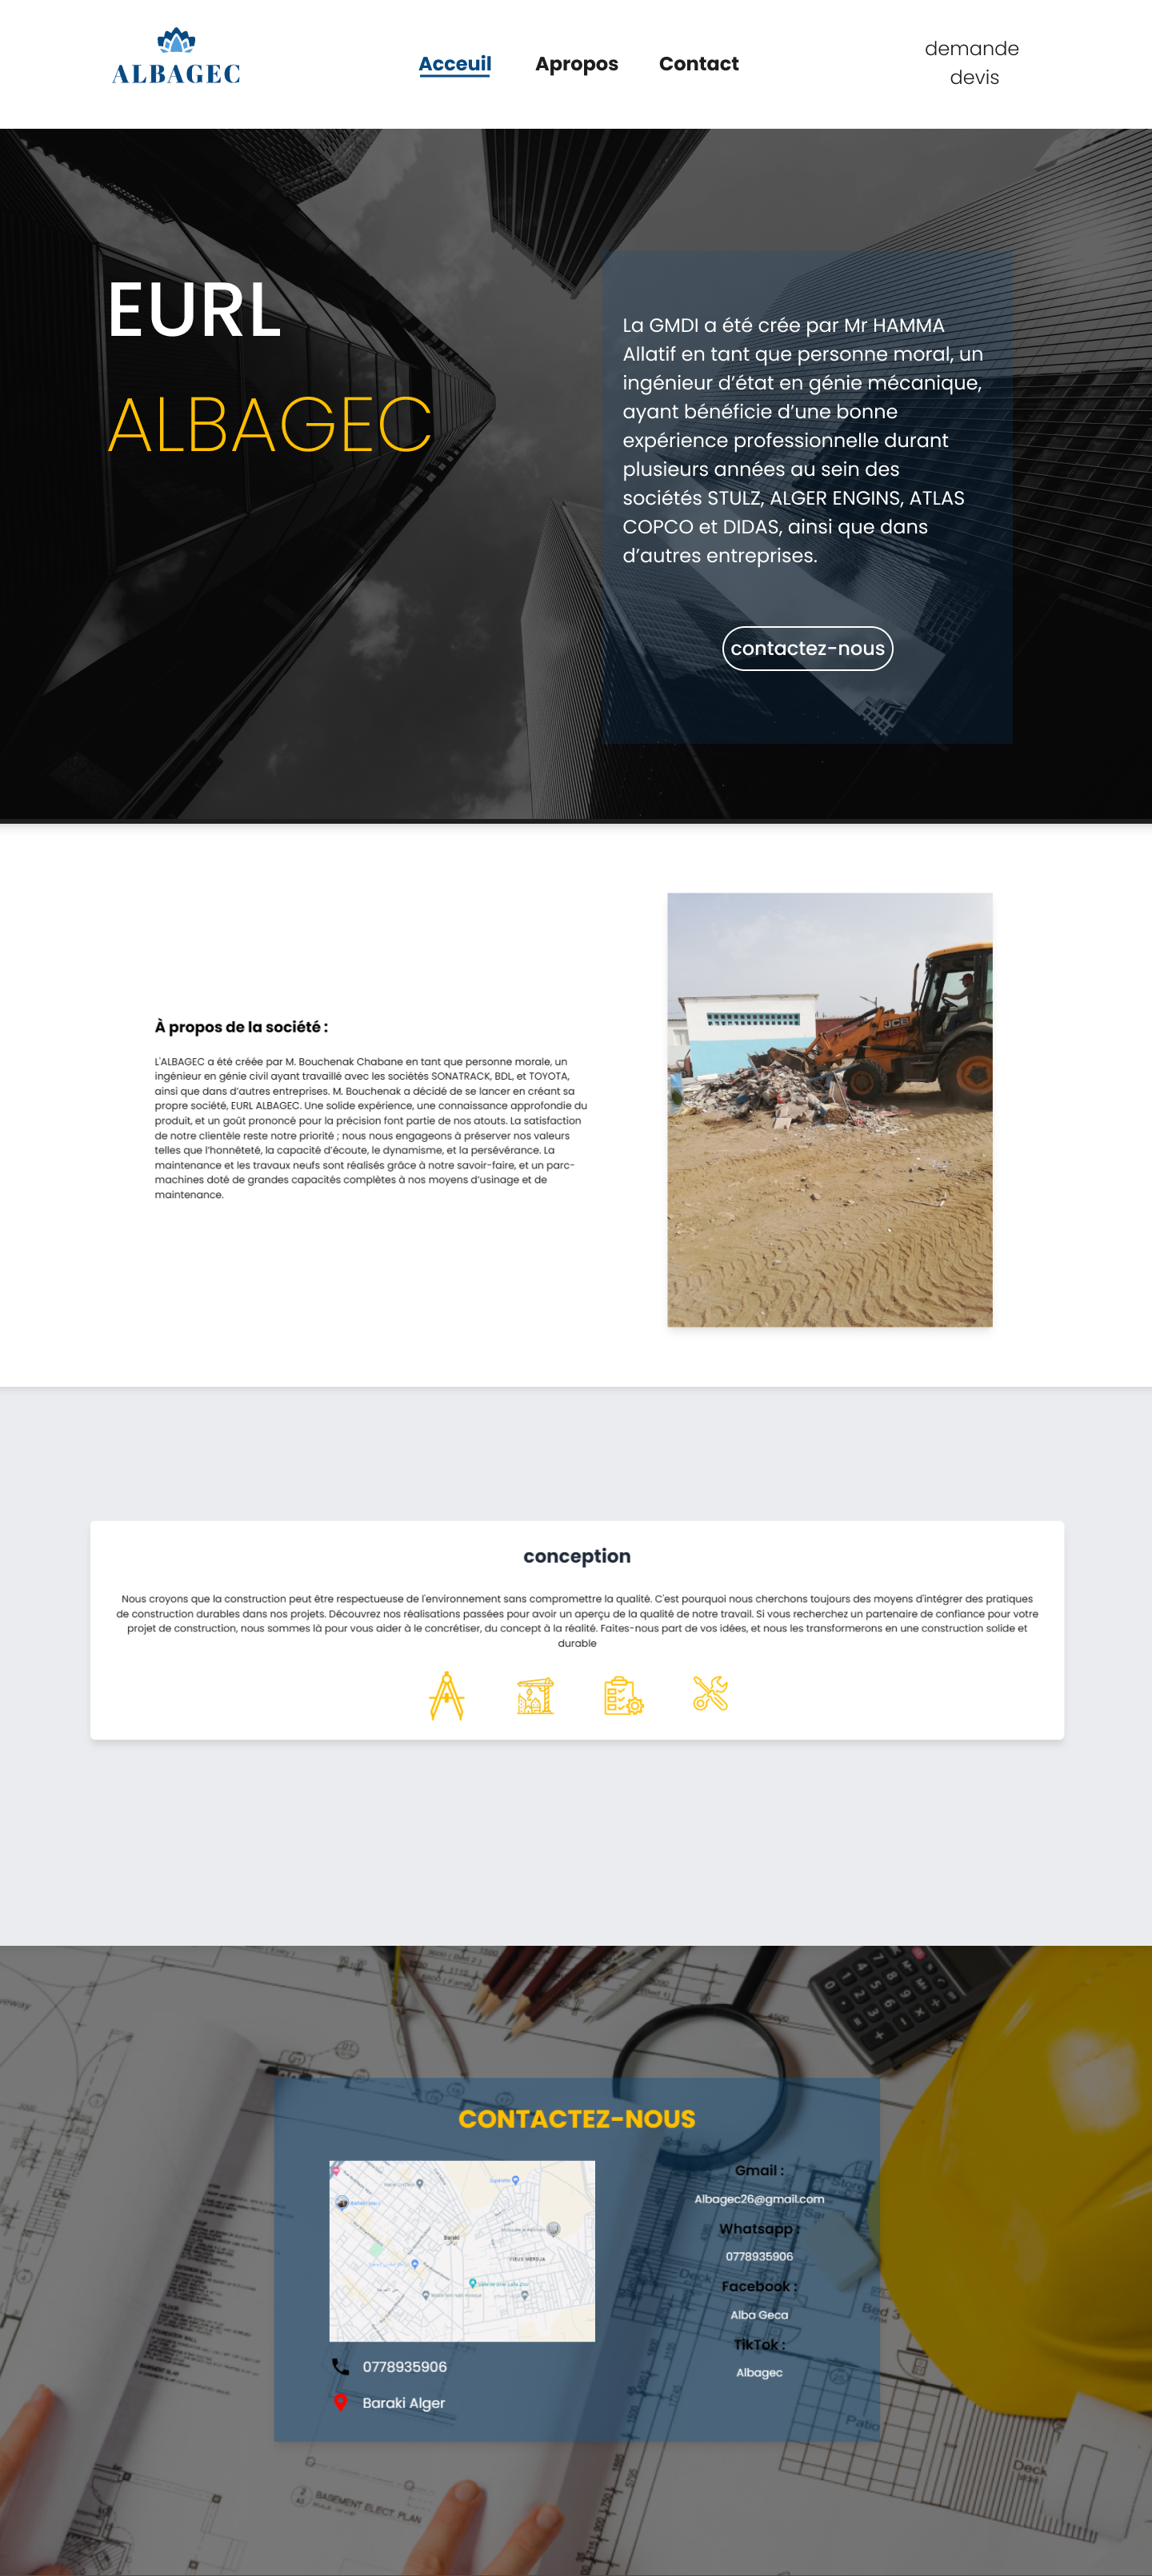 ALBAGEC
Acceuil
Apropos
Contact
demande
devis
EURL
ALBAGEC
La GMDI a été crée par Mr HAMMA
Allatif en tant que personne moral, un
ingénieur d’état en génie mécanique,
ayant bénéficie d’une bonne
expérience professionnelle durant
plusieurs années au sein des
sociétés STULZ, ALGER ENGINS, ATLAS
COPCO et DIDAS, ainsi que dans
d’autres entreprises.
contactez-nous
À propos de la société :
L'ALBAGEC a été créée par M. Bouchenak Chabane en tant que personne morale, un
ingénieur en génie civil ayant travaillé avec les sociétés SONATRACK, BDL, et TOYOTA,
ainsi que dans d’autres entreprises. M. Bouchenak a décidé de se lancer en créant sa
propre société, EURL ALBAGEC. Une solide expérience, une connaissance approfondie du
produit, et un goût prononcé pour la précision font partie de nos atouts. La satisfaction
de notre clientèle reste notre priorité ; nous nous engageons à préserver nos valeurs
telles que l’honnêteté, la capacité d’écoute, le dynamisme, et la persévérance. La
maintenance et les travaux neufs sont réalisés grâce à notre savoir-faire, et un parc-
machines doté de grandes capacités complètes à nos moyens d’usinage et de
maintenance.
JCB
conception
Nous croyons que la construction peut être respectueuse de l'environnement sans compromettre la qualité. C'est pourquoi nous cherchons toujours des moyens d'intégrer des pratiques
de construction durables dans nos projets. Découvrez nos réalisations passées pour avoir un aperçu de la qualité de notre travail. Si vous recherchez un partenaire de confiance pour votre
projet de construction, nous sommes là pour vous aider à le concrétiser, du concept à la réalité. Faites-nous part de vos idées, et nous les transformerons en une construction solide et
durable
CONTACTEZ-NOUS
Baraki
VIEUX MERDJA
0778935906
Baraki Alger
Gmail :
Albagec26@gmail.com
Whatsapp :
0778935906
Facebook :
Alba Geca
TikTok :
Albagec
Patio
Deck
BASEMENT ELECT. PLAN